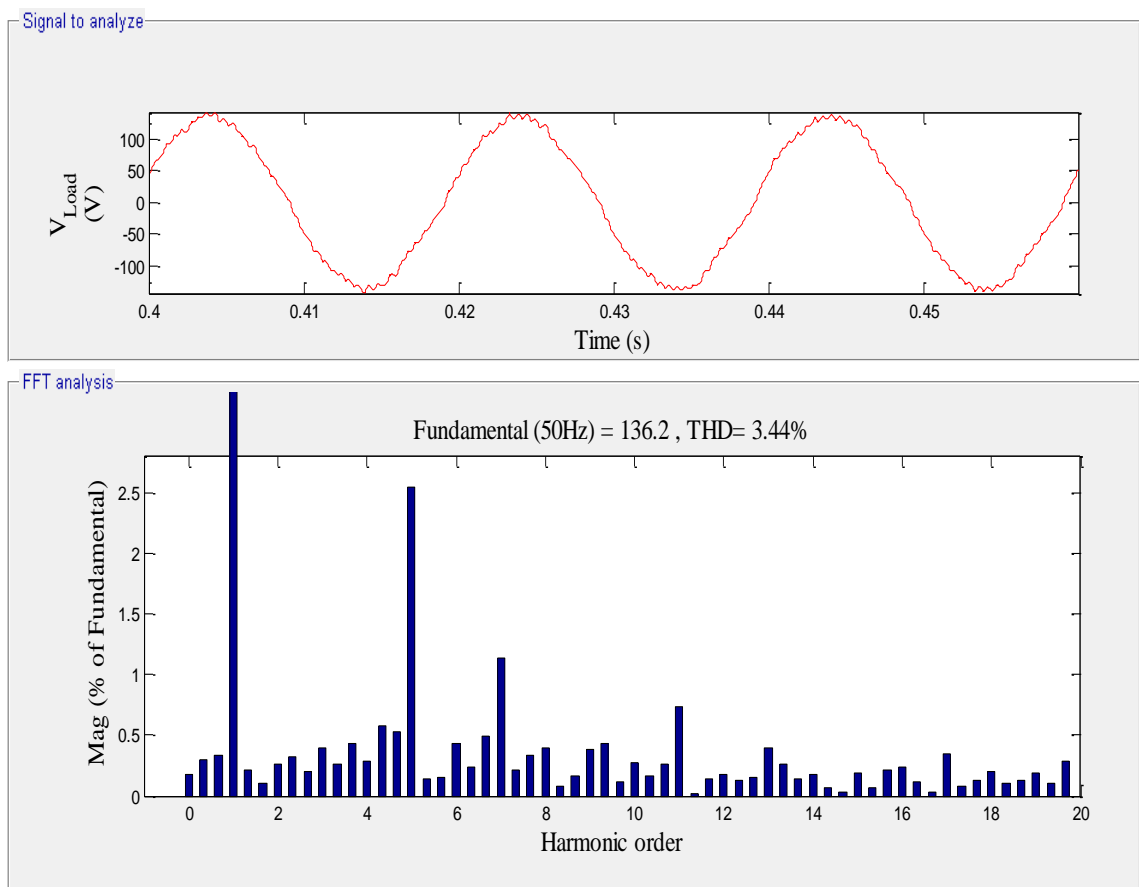 Signal to analyze
100
50
0
-50
-100
V_Load
(V)
0.4 0.41 0.42 0.43 0.44 0.45
Time (s)
FFT analysis
Fundamental (50Hz) = 136.2 , THD= 3.44%
2.5
2
1.5
1
0.5
0
Mag (% of Fundamental)
0 2 4 6 8 10 12 14 16 18 20
Harmonic order